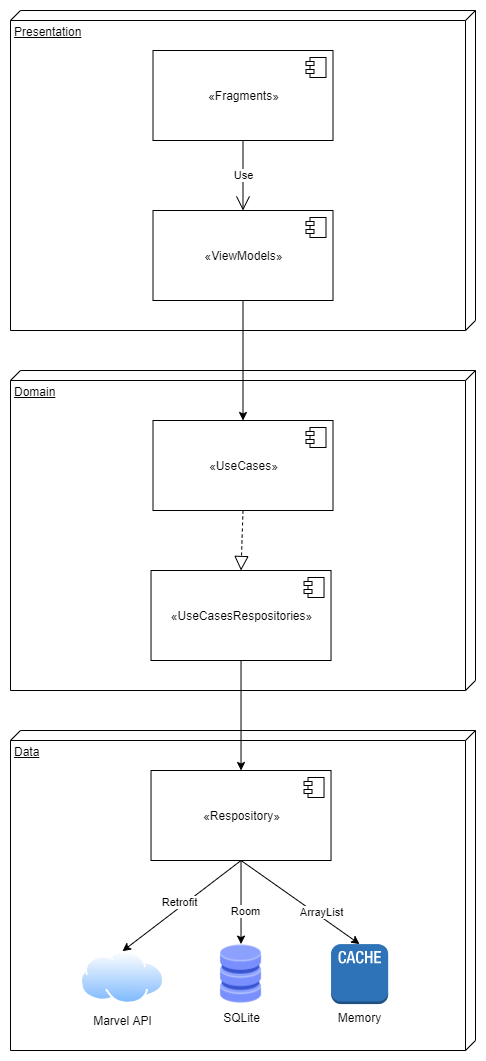 Presentation
«Fragments»
Use
«ViewModels»
Domain
«UseCases»
«UseCasesRespositories»
Data
«Respository»
Retrofit
Room
ArrayList
CACHE
Marvel API
SQLite
Memory